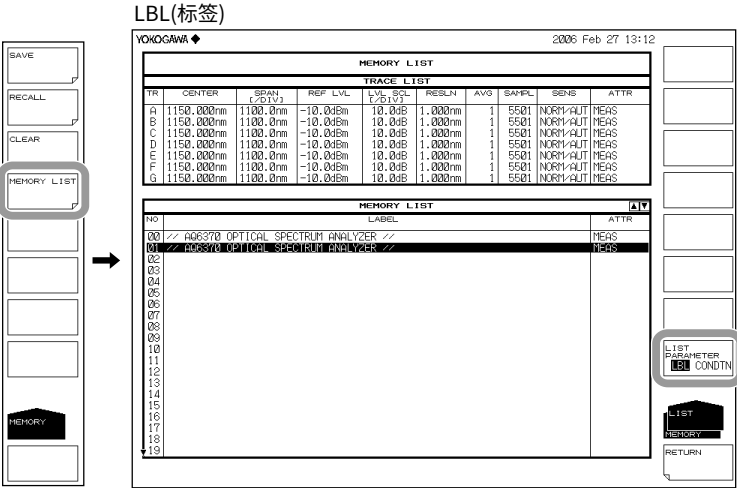 LBL(标签)
SAVE
RECALL
CLEAR
MEMORY LIST
MEMORY
YOKOGAWA 2006 Feb 27 13:12
MEMORY LIST
TRACE LIST
TR CENTER SPAN [/DIV] REF LVL LVL SCL [/DIV] RESLN AVG SAMPL SENS ATTR
A 1150.000nm 1100.0nm -10.0dBm 10.0dB 1.000nm 1 5501 NORM/AUT MEAS
B 1150.000nm 1100.0nm -10.0dBm 10.0dB 1.000nm 1 5501 NORM/AUT MEAS
C 1150.000nm 1100.0nm -10.0dBm 10.0dB 1.000nm 1 5501 NORM/AUT MEAS
D 1150.000nm 1100.0nm -10.0dBm 10.0dB 1.000nm 1 5501 NORM/AUT MEAS
E 1150.000nm 1100.0nm -10.0dBm 10.0dB 1.000nm 1 5501 NORM/AUT MEAS
F 1150.000nm 1100.0nm -10.0dBm 10.0dB 1.000nm 1 5501 NORM/AUT MEAS
G 1150.000nm 1100.0nm -10.0dBm 10.0dB 1.000nm 1 5501 NORM/AUT MEAS
MEMORY LIST
NO LABEL ATTR
00 // AQ6370 OPTICAL SPECTRUM ANALYZER // MEAS
01 // AQ6370 OPTICAL SPECTRUM ANALYZER // MEAS
02
03
04
05
06
07
08
09
10
11
12
13
14
15
16
17
18
19
LIST
PARAMETER
LBL CONDTN
LIST
MEMORY
RETURN